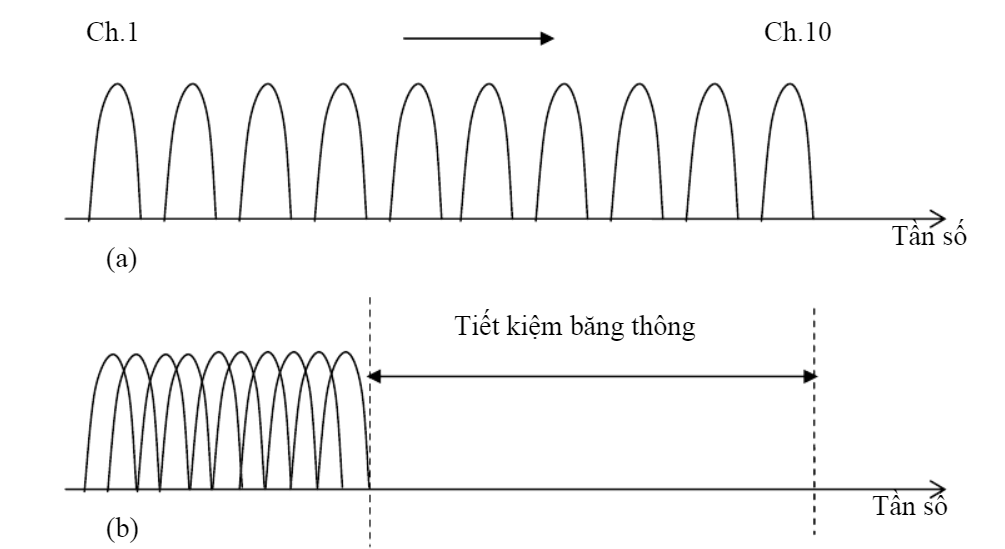 Ch.1
Ch.10
Tần số
(a)
Tiết kiệm băng thông
Tần số
(b)